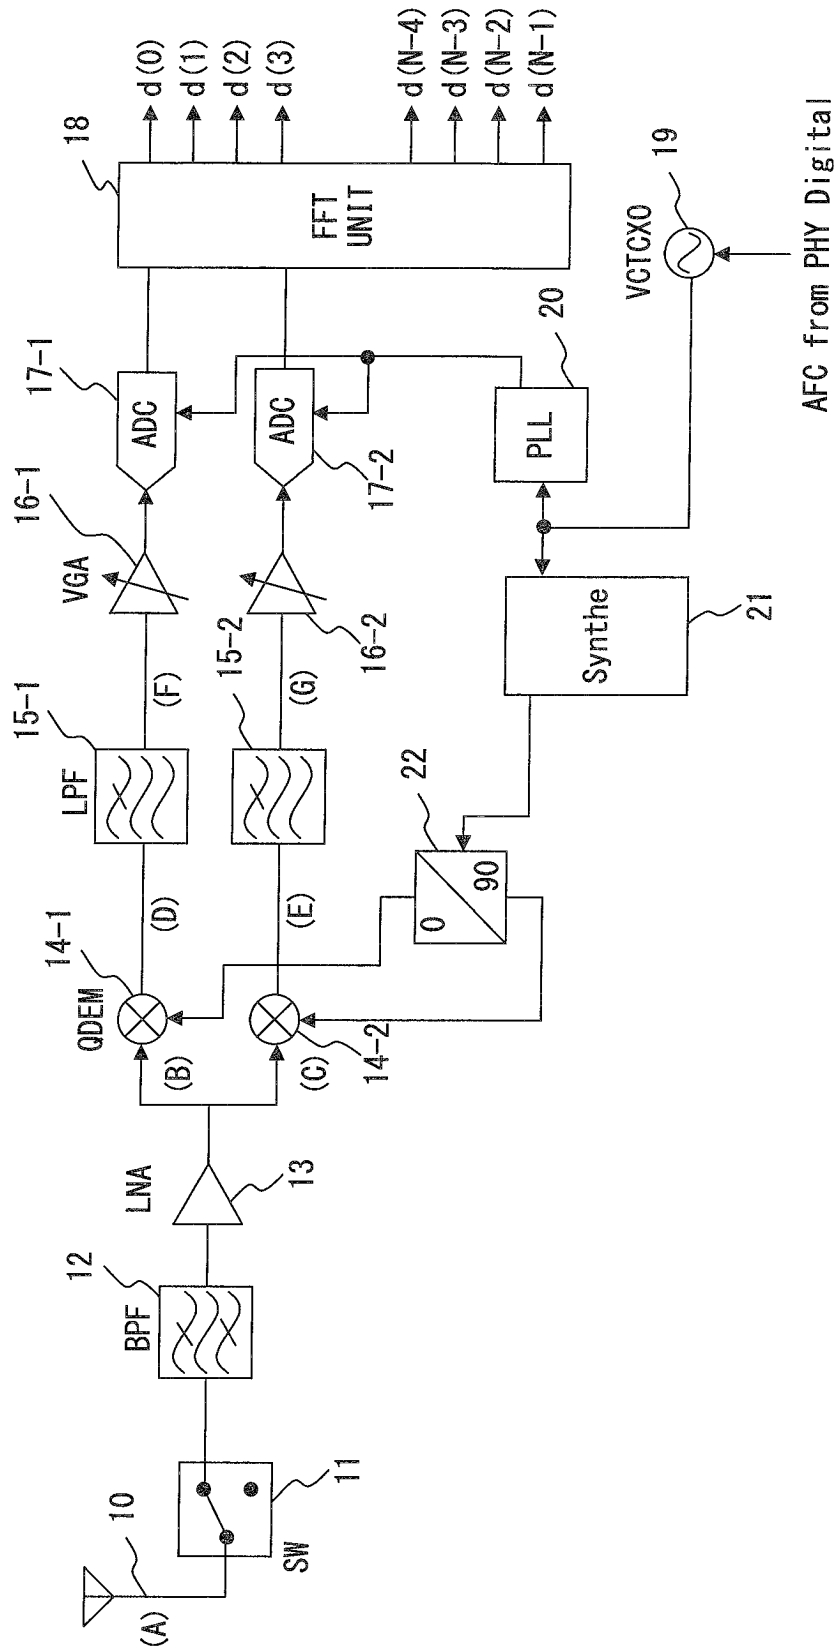 10
(A)
SW
11
BPF
12
LNA
13
(B)
(C)
QDEM
14-1
14-2
(D)
(E)
LPF
15-1
15-2
(F)
(G)
VGA
16-1
16-2
ADC
17-1
ADC
17-2
FFT
UNIT
18
d(0)
d(1)
d(2)
d(3)
d(N-4)
d(N-3)
d(N-2)
d(N-1)
0
90
22
Synthe
21
PLL
20
VCTCXO
19
AFC from PHY Digital